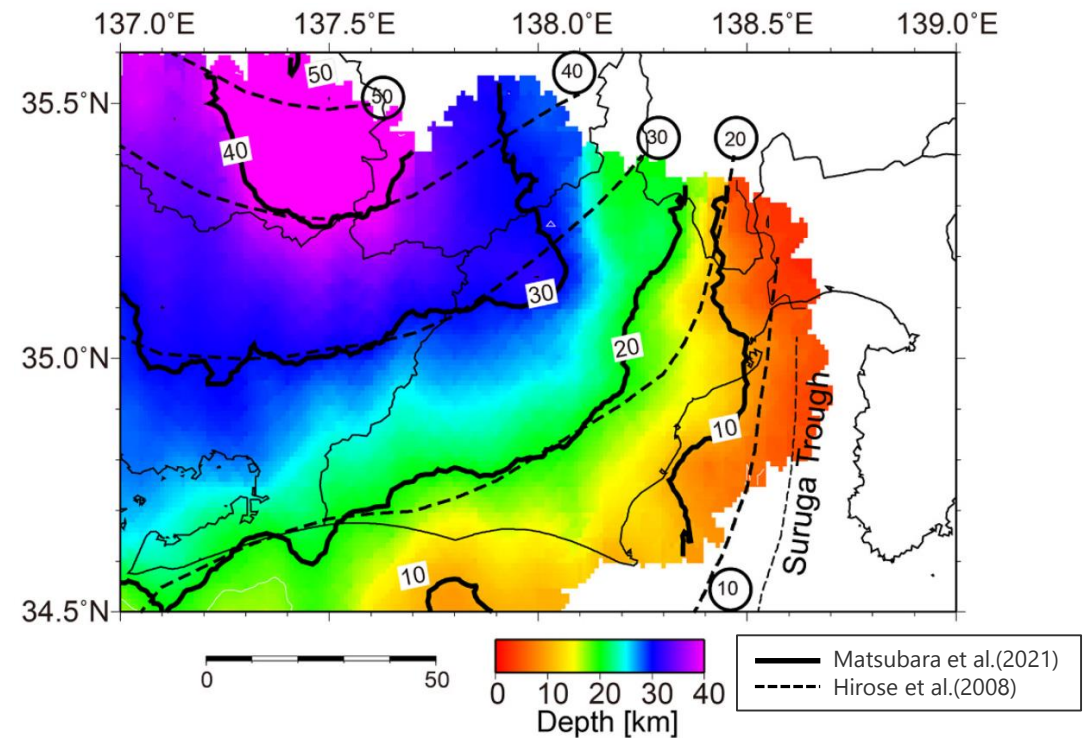 137.0°E 137.5°E 138.0°E 138.5°E 139.0°E
50
40
50
35.5°N
30
20
40
30
20
35.0°N
10
Suruga Trough
10
10
34.5°N
0 50
0 10 20 30 40
Depth [km]
Matsubara et al.(2021)
Hirose et al.(2008)